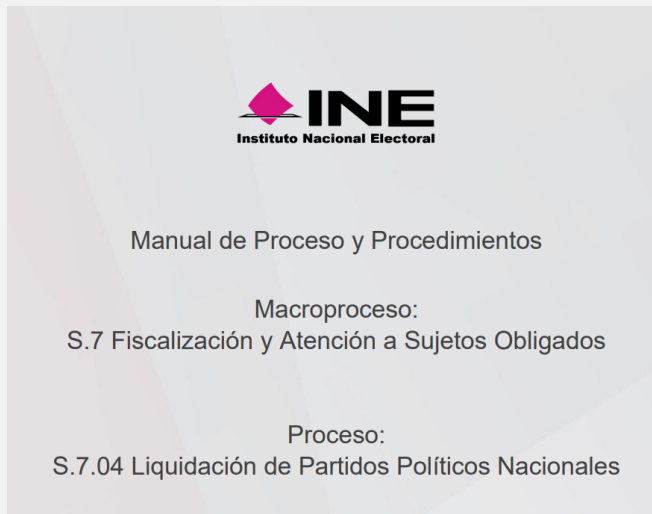 INE
Instituto Nacional Electoral
Manual de Proceso y Procedimientos
Macroproceso:
S.7 Fiscalización y Atención a Sujetos Obligados
Proceso:
S.7.04 Liquidación de Partidos Políticos Nacionales